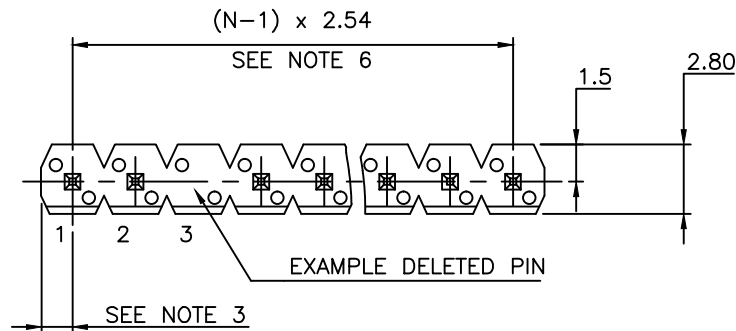 (N-1) x 2.54
SEE NOTE 6
1.5
2.80
1 2 3
EXAMPLE DELETED PIN
SEE NOTE 3